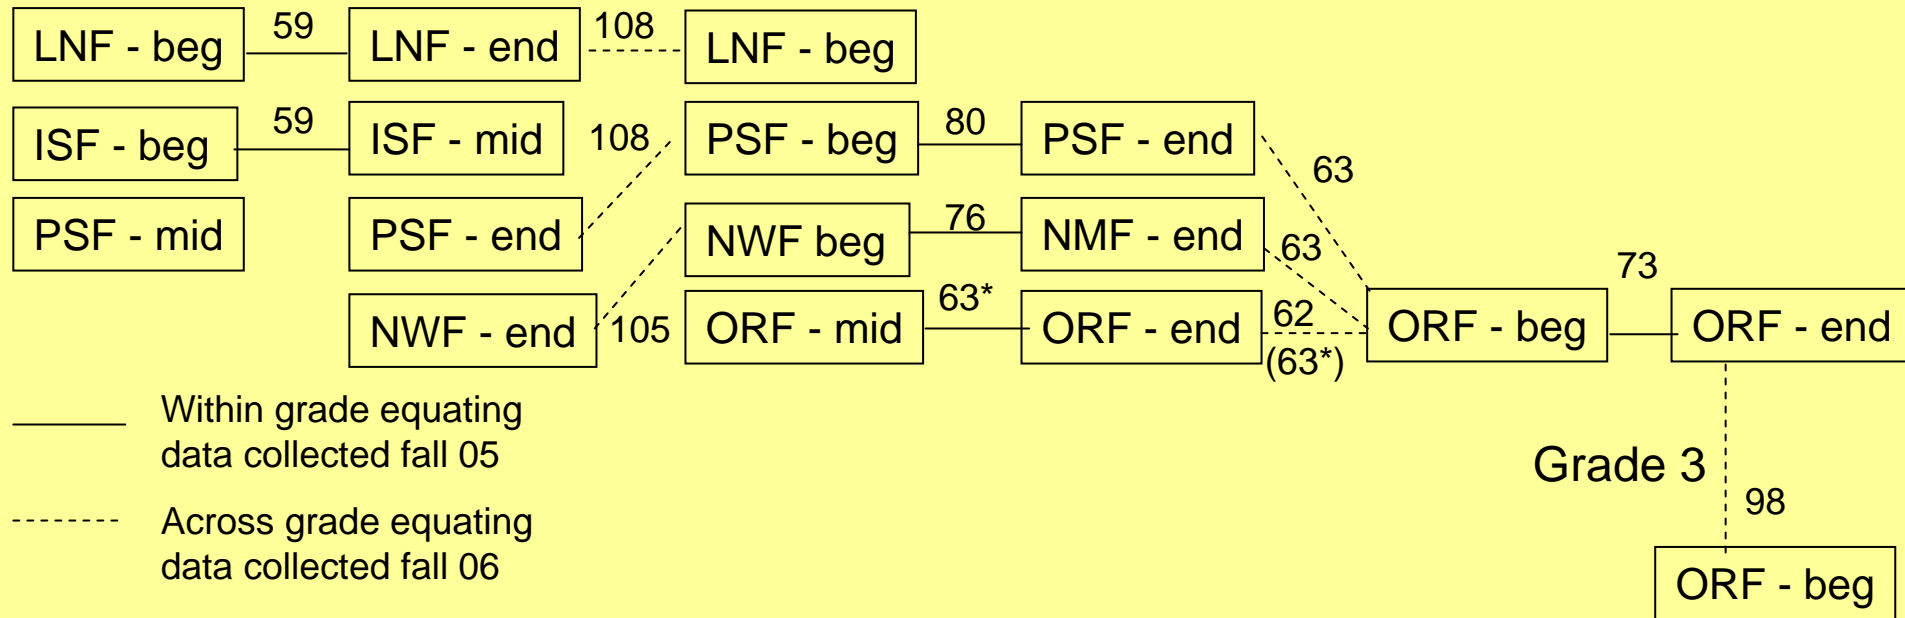 LNF - beg 59 LNF - end 108 LNF - beg
ISF - beg 59 ISF - mid 108 PSF - beg 80 PSF - end 63
PSF - mid PSF - end NWF beg 76 NMF - end 63 73
NWF - end 105 ORF - mid 63* ORF - end 62 ORF - beg ORF - end
(63*)
Within grade equating
data collected fall 05
Grade 3
98
Across grade equating
data collected fall 06
ORF - beg